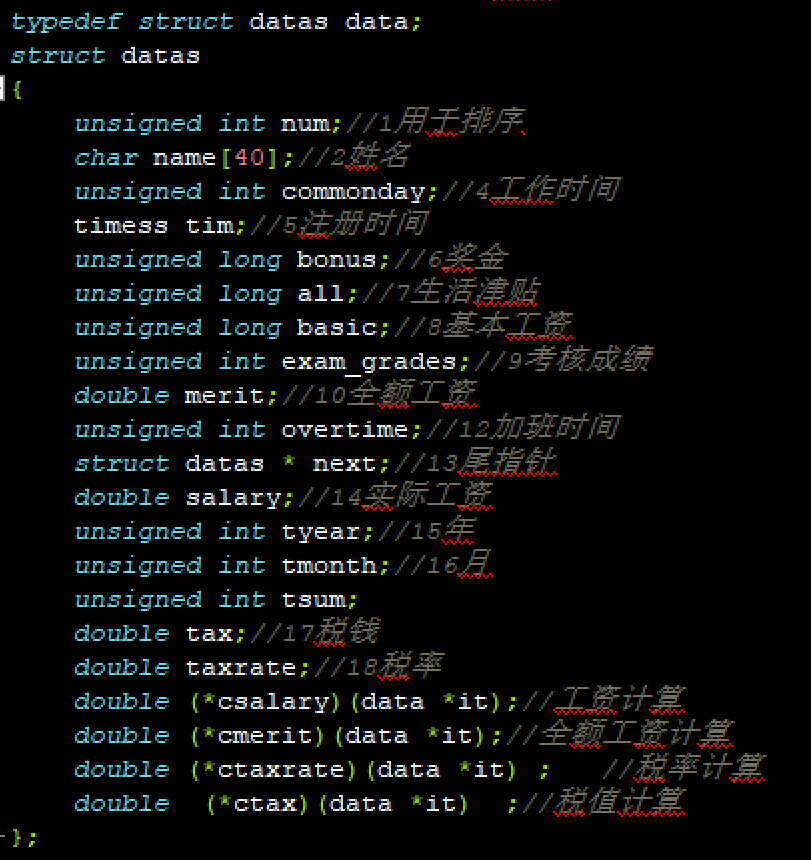 typedef struct datas data;
struct datas
{
unsigned int num;//1用于排序
char name[40];//2姓名
unsigned int commonday;//4工作时间
timess tim;//5注册时间
unsigned long bonus;//6奖金
unsigned long all;//7生活津贴
unsigned long basic;//8基本工资
unsigned int exam_grades;//9考核成绩
double merit;//10全额工资
unsigned int overtime;//12加班时间
struct datas * next;//13尾指针
double salary;//14实际工资
unsigned int tyear;//15年
unsigned int tmonth;//16月
unsigned int tsum;
double tax;//17税钱
double taxrate;//18税率
double (*csalary)(data *it);//工资计算
double (*cmerit)(data *it);//全额工资计算
double (*ctaxrate)(data *it) ;   //税率计算
double  (*ctax)(data *it)  ;//税值计算
};